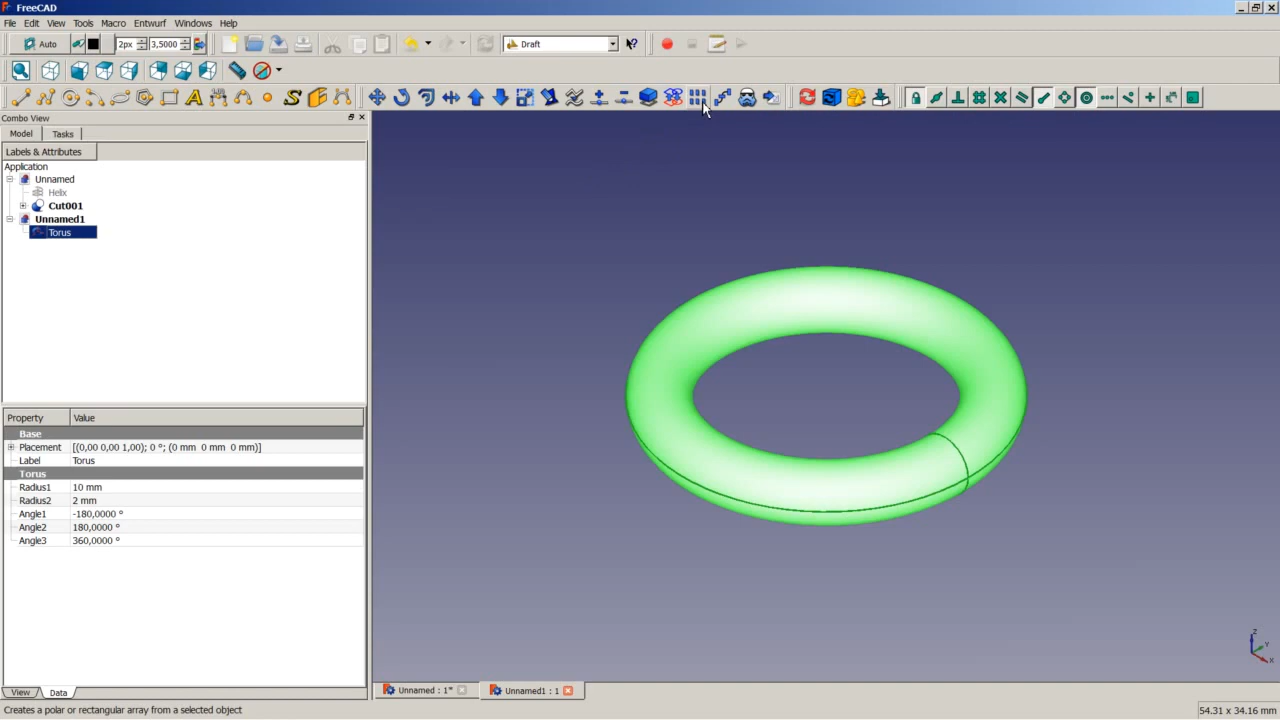 FreeCAD
File Edit View Tools Macro Entwurf Windows Help
Auto 2px 3,5000 Draft
Combo View
Model Tasks
Labels & Attributes
Application
Unnamed
Helix
Cut001
Unnamed1
Torus
Property Value
Base
Placement [(0,00 0,00 1,00); 0 °; (0 mm 0 mm 0 mm)]
Label Torus
Torus
Radius1 10 mm
Radius2 2 mm
Angle1 -180,0000 °
Angle2 180,0000 °
Angle3 360,0000 °
Z
Y
X
View Data
Unnamed : 1* Unnamed1 : 1
Creates a polar or rectangular array from a selected object
54.31 x 34.16 mm